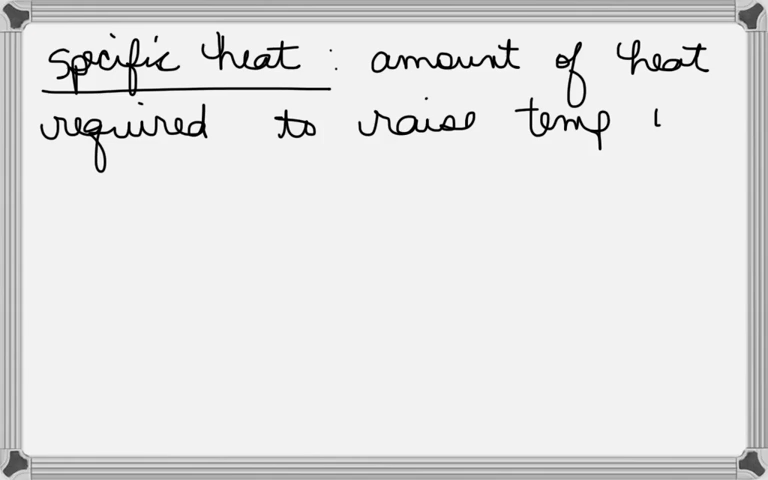 specific heat : amount of heat
required to raise temp